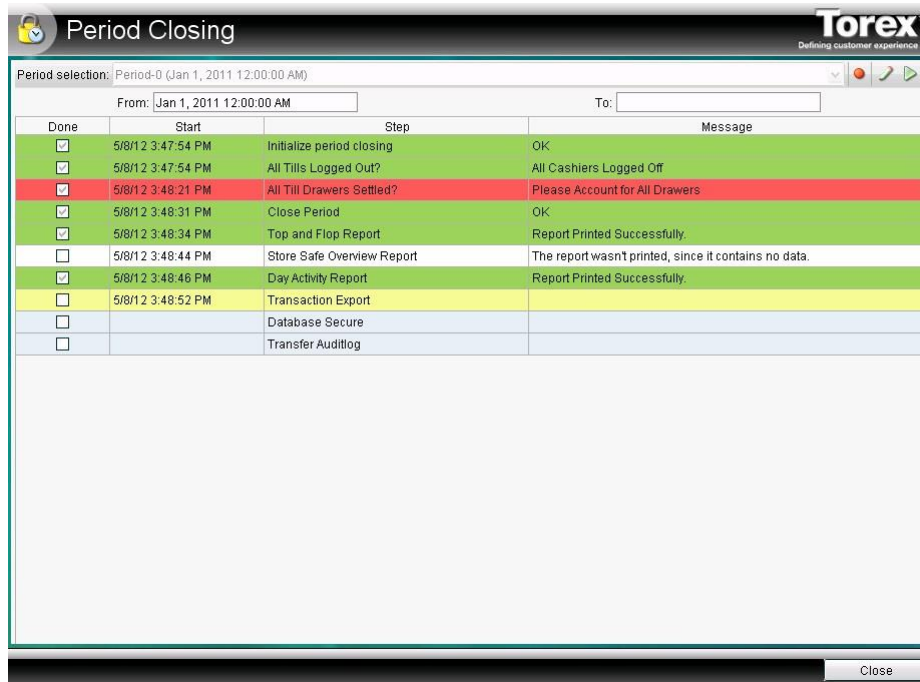 Period Closing
Torex
Defining customer experience
Period selection: Period-0 (Jan 1, 2011 12:00:00 AM)
From: Jan 1, 2011 12:00:00 AM To:
Done Start Step Message
5/8/12 3:47:54 PM Initialize period closing OK
5/8/12 3:47:54 PM All Tills Logged Out? All Cashiers Logged Off
5/8/12 3:48:21 PM All Till Drawers Settled? Please Account for All Drawers
5/8/12 3:48:31 PM Close Period OK
5/8/12 3:48:34 PM Top and Flop Report Report Printed Successfully.
5/8/12 3:48:44 PM Store Safe Overview Report The report wasn't printed, since it contains no data.
5/8/12 3:48:46 PM Day Activity Report Report Printed Successfully.
5/8/12 3:48:52 PM Transaction Export
Database Secure
Transfer Auditlog
Close